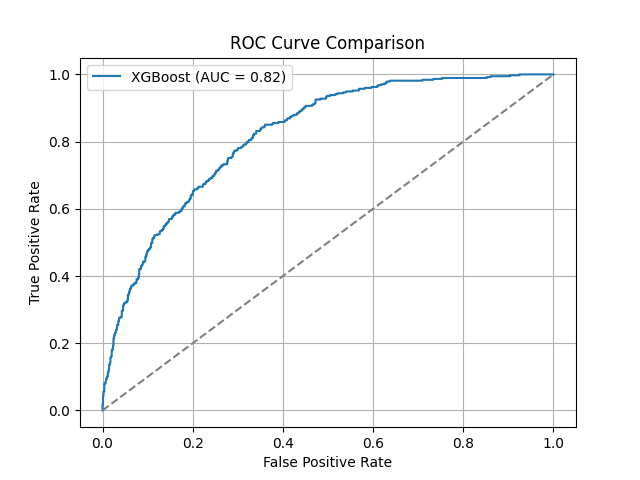 ROC Curve Comparison
XGBoost (AUC = 0.82)
1.0
0.8
0.6
0.4
0.2
0.0
True Positive Rate
0.0 0.2 0.4 0.6 0.8 1.0
False Positive Rate